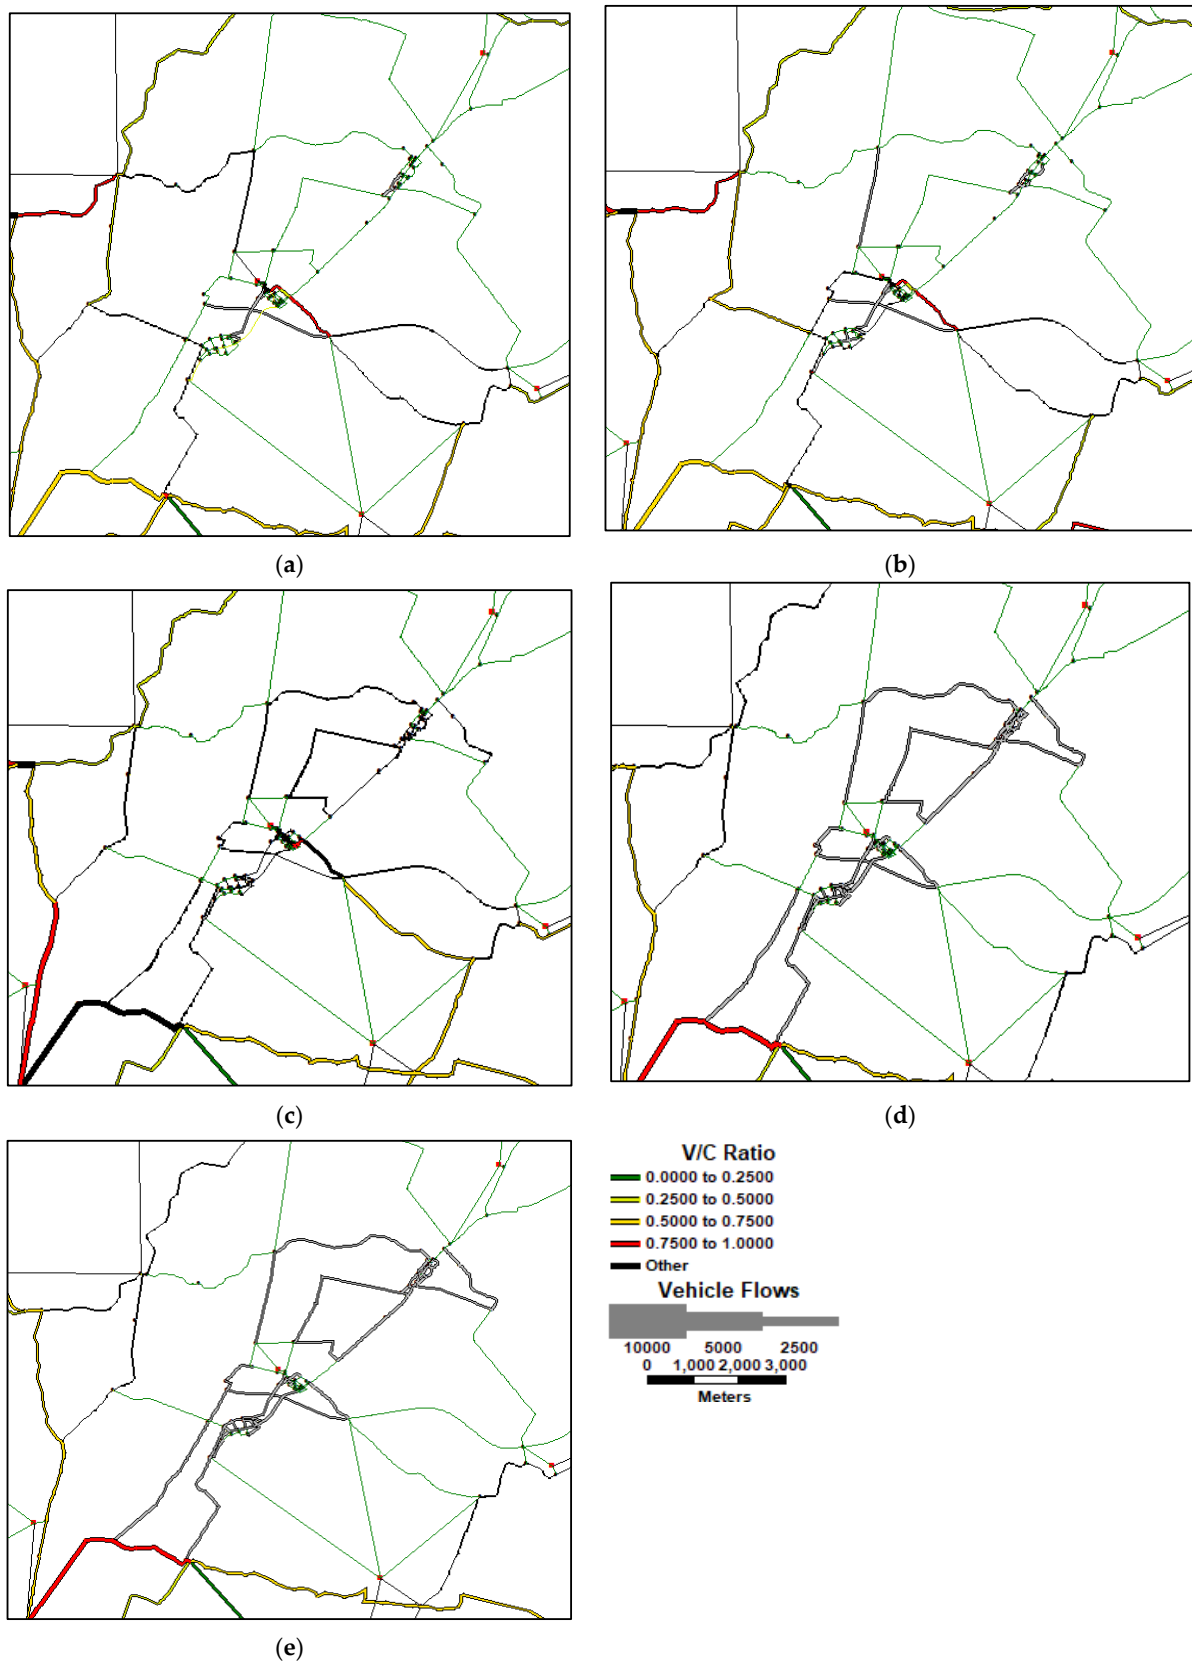 (a)
(b)
(c)
(d)
V/C Ratio
0.0000 to 0.2500
0.2500 to 0.5000
0.5000 to 0.7500
0.7500 to 1.0000
Other
Vehicle Flows
10000 5000 2500
0 1,000 2,000 3,000
Meters
(e)